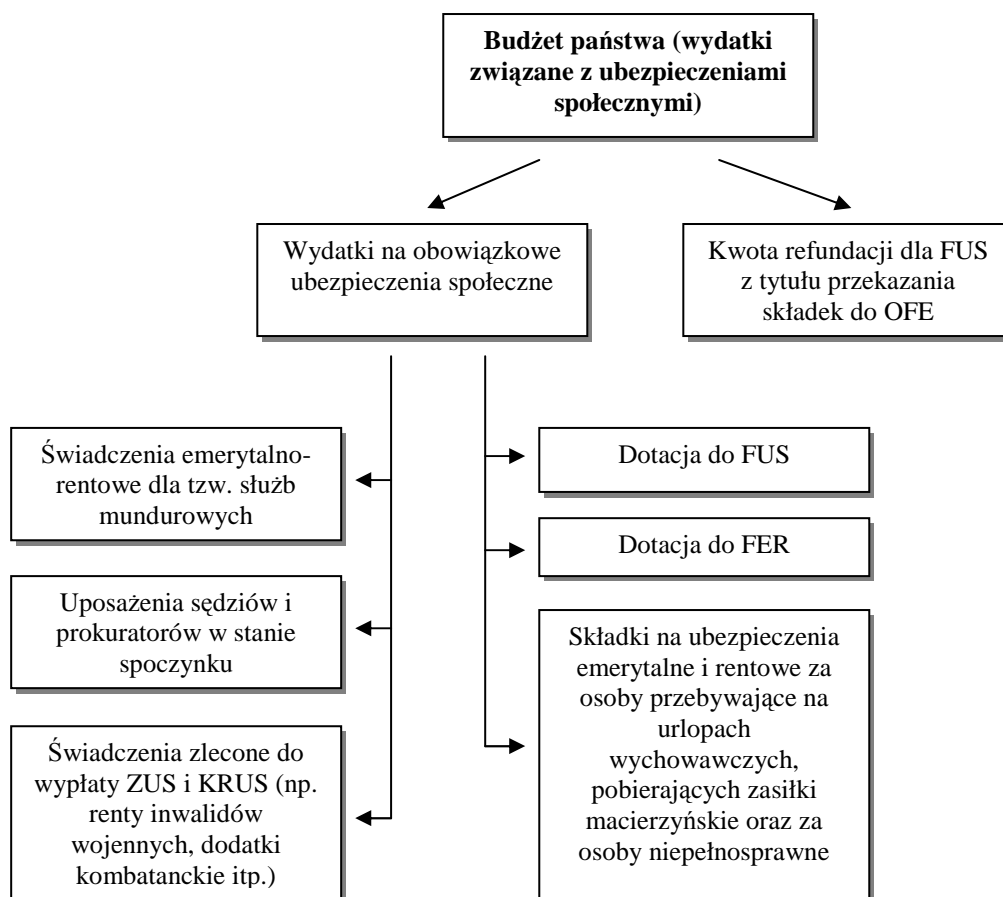 Budżet państwa (wydatki
związane z ubezpieczeniami
społecznymi)
Wydatki na obowiązkowe
ubezpieczenia społeczne
Kwota refundacji dla FUS
z tytułu przekazania
składek do OFE
Świadczenia emerytalno-
rentowe dla tzw. służb
mundurowych
Uposażenia sędziów i
prokuratorów w stanie
spoczynku
Świadczenia zlecone do
wypłaty ZUS i KRUS (np.
renty inwalidów
wojennych, dodatki
kombatanckie itp.)
Dotacja do FUS
Dotacja do FER
Składki na ubezpieczenia
emerytalne i rentowe za
osoby przebywające na
urlopach
wychowawczych,
pobierających zasiłki
macierzyńskie oraz za
osoby niepełnosprawne